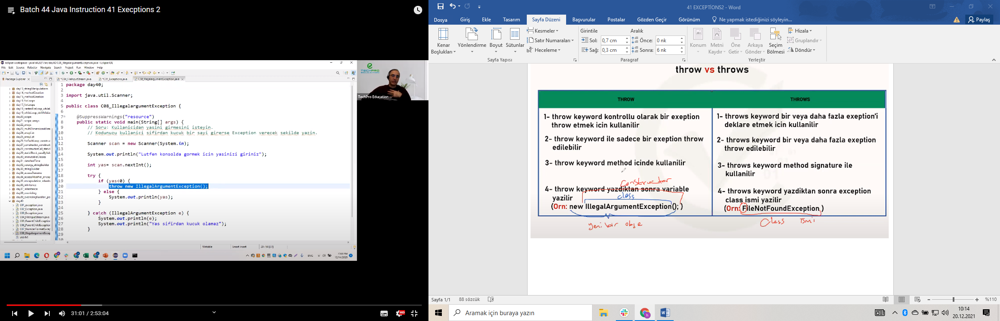 Batch 44 Java Instruction 41 Execptions 2
eclipse-workspace - javaFall2021/src/day40/C08_IllegalargumentException.java - Eclipse IDE
File Edit Source Refactor Navigate Search Project Run Window Help
Package Explorer
*C04_FileInputStream.java
*C01_Exceptions.java
C08_IllegalargumentException.java
day13_stringManipulations
day14_methodCreation
day15_methodCreation
day16_forLoops
day17_forLoops
day18_nestedForLoop_whileL
day19_whileLoop_doWhileLo
day20_scope
day21_scope_arrays
day22_arrays
day23_multiDimensionalArra
day24_arrayList
day25_arrayList
day26_forEachLoop_construc
day27_constructor_construct
day28_constructorCall_static
day29_staticBlock_passByVal
day30_immutableClasses
day31_dateAndTime
day32_varargs_stringBuilder
day33_stringBuilder
day34_accessDeneme
day34_accessModifier_encap
day35_encapsulation_inherit
day36_inheritance
day37_inheritance
day38_overriding
day39_overridingKurallari_po
day40
C01_exception.java
C02_Exception.java
C03_Exception.java
C04_FileInputStream.java
C05_ParentChildException
C06_ParentChildException
C07_NumberFormatExcep
C08_IllegalargumentExcep
yazi.txt
1 package day40;
2
3 import java.util.Scanner;
4
5 public class C08_IllegalargumentException {
6
7 @SuppressWarnings("resource")
8 public static void main(String[] args) {
9 // Soru: Kullanicidan yasini girmesini isteyin.
10 // Kodunuzu kullanici sifirdan kucuk bir sayi girerse Exception verecek sekilde yazin.
11
12 Scanner scan = new Scanner(System.in);
13
14 System.out.println("Lutfen konsolda gormek icin yasinizi giriniz");
15
16 int yas= scan.nextInt();
17
18 try {
19 if (yas<0) {
20 throw new IllegalArgumentException();
21 } else {
22 System.out.println(yas);
23 }
24
25 } catch (IllegalArgumentException e) {
26 System.out.println(e);
27 System.out.println("Yas sifirdan kucuk olamaz");
28 }
29
30
Writable Smart Insert 20 : 54 [37]
ENG 7:59 PM
12/14/2021
TECHPRO
EDUCATION
TechPro Education ...
31:01 / 2:53:04
HD
41 EXCEPTİONS2 - Word
Dosya Giriş Ekle Tasarım Sayfa Düzeni Başvurular Postalar Gözden Geçir Görünüm Ne yapmak istediğinizi söyleyin... Paylaş
Kenar Boşlukları
Yönlendirme
Boyut
Sütunlar
Kesmeler
Satır Numaraları
Heceleme
Sayfa Yapısı
Girintile Aralık
Sol: 0,7 cm Önce: 0 nk
Sağ: 0,3 cm Sonra: 6 nk
Paragraf
Konum
Metni Kaydır
Öne Getir
Arkaya Gönder
Seçim Bölmesi
Hizala
Gruplandır
Döndür
Yerleştir
throw vs throws
THROW
1- throw keyword kontrollu olarak bir exeption
throw etmek icin kullanilir
2- throw keyword ile sadece bir exeption throw
edilebilir
3- throw keyword method icinde kullanilir
constructor
4- throw keyword yazdiktan sonra variable
yazilir
class
(Orn: new IllegalArgumentException(); )
yeni bir obje
THROWS
1- throws keyword bir veya daha fazla exeption'i
deklare etmek icin kullanilir
2- throws keyword bir veya daha fazla exeption
throw edilebilir
3- throws keyword method signature ile
kullanilir
4- throws keyword yazdiktan sonra exception
class ismi yazilir
(Orn: FileNotFoundException )
Class ismi
Sayfa 1/1 88 sözcük
%110
Aramak için buraya yazın
10:14
20.12.2021